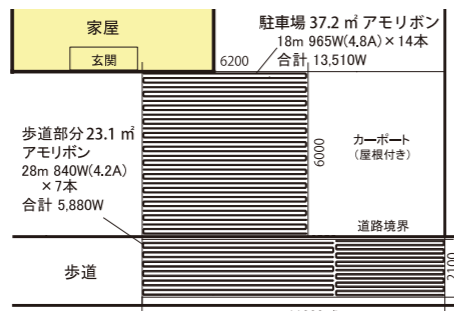 家屋
玄関
駐車場 37.2 ㎡ アモリボン
18m 965W(4.8A)×14本
合計 13,510W
6200
歩道部分 23.1 ㎡
アモリボン
28m 840W(4.2A)
×7本
合計 5,880W
6000
カーポート
(屋根付き)
道路境界
歩道
2100